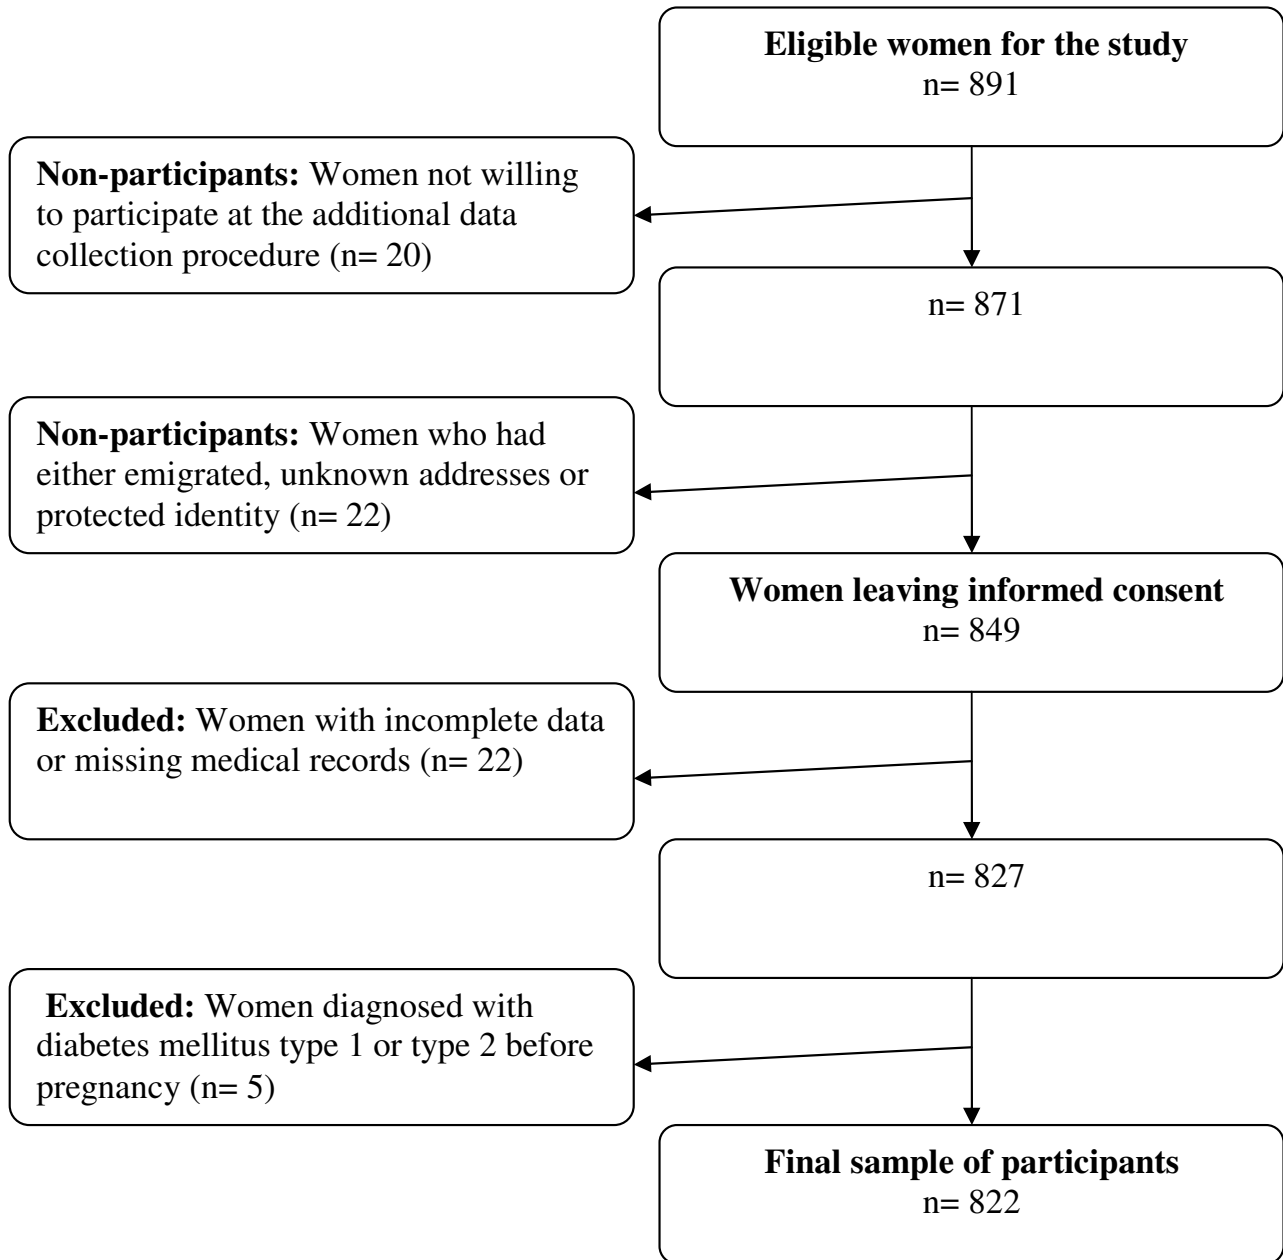 Eligible women for the study
n= 891
Non-participants: Women not willing
to participate at the additional data
collection procedure (n= 20)
n= 871
Non-participants: Women who had
either emigrated, unknown addresses or
protected identity (n= 22)
Women leaving informed consent
n= 849
Excluded: Women with incomplete data
or missing medical records (n= 22)
n= 827
Excluded: Women diagnosed with
diabetes mellitus type 1 or type 2 before
pregnancy (n= 5)
Final sample of participants
n= 822